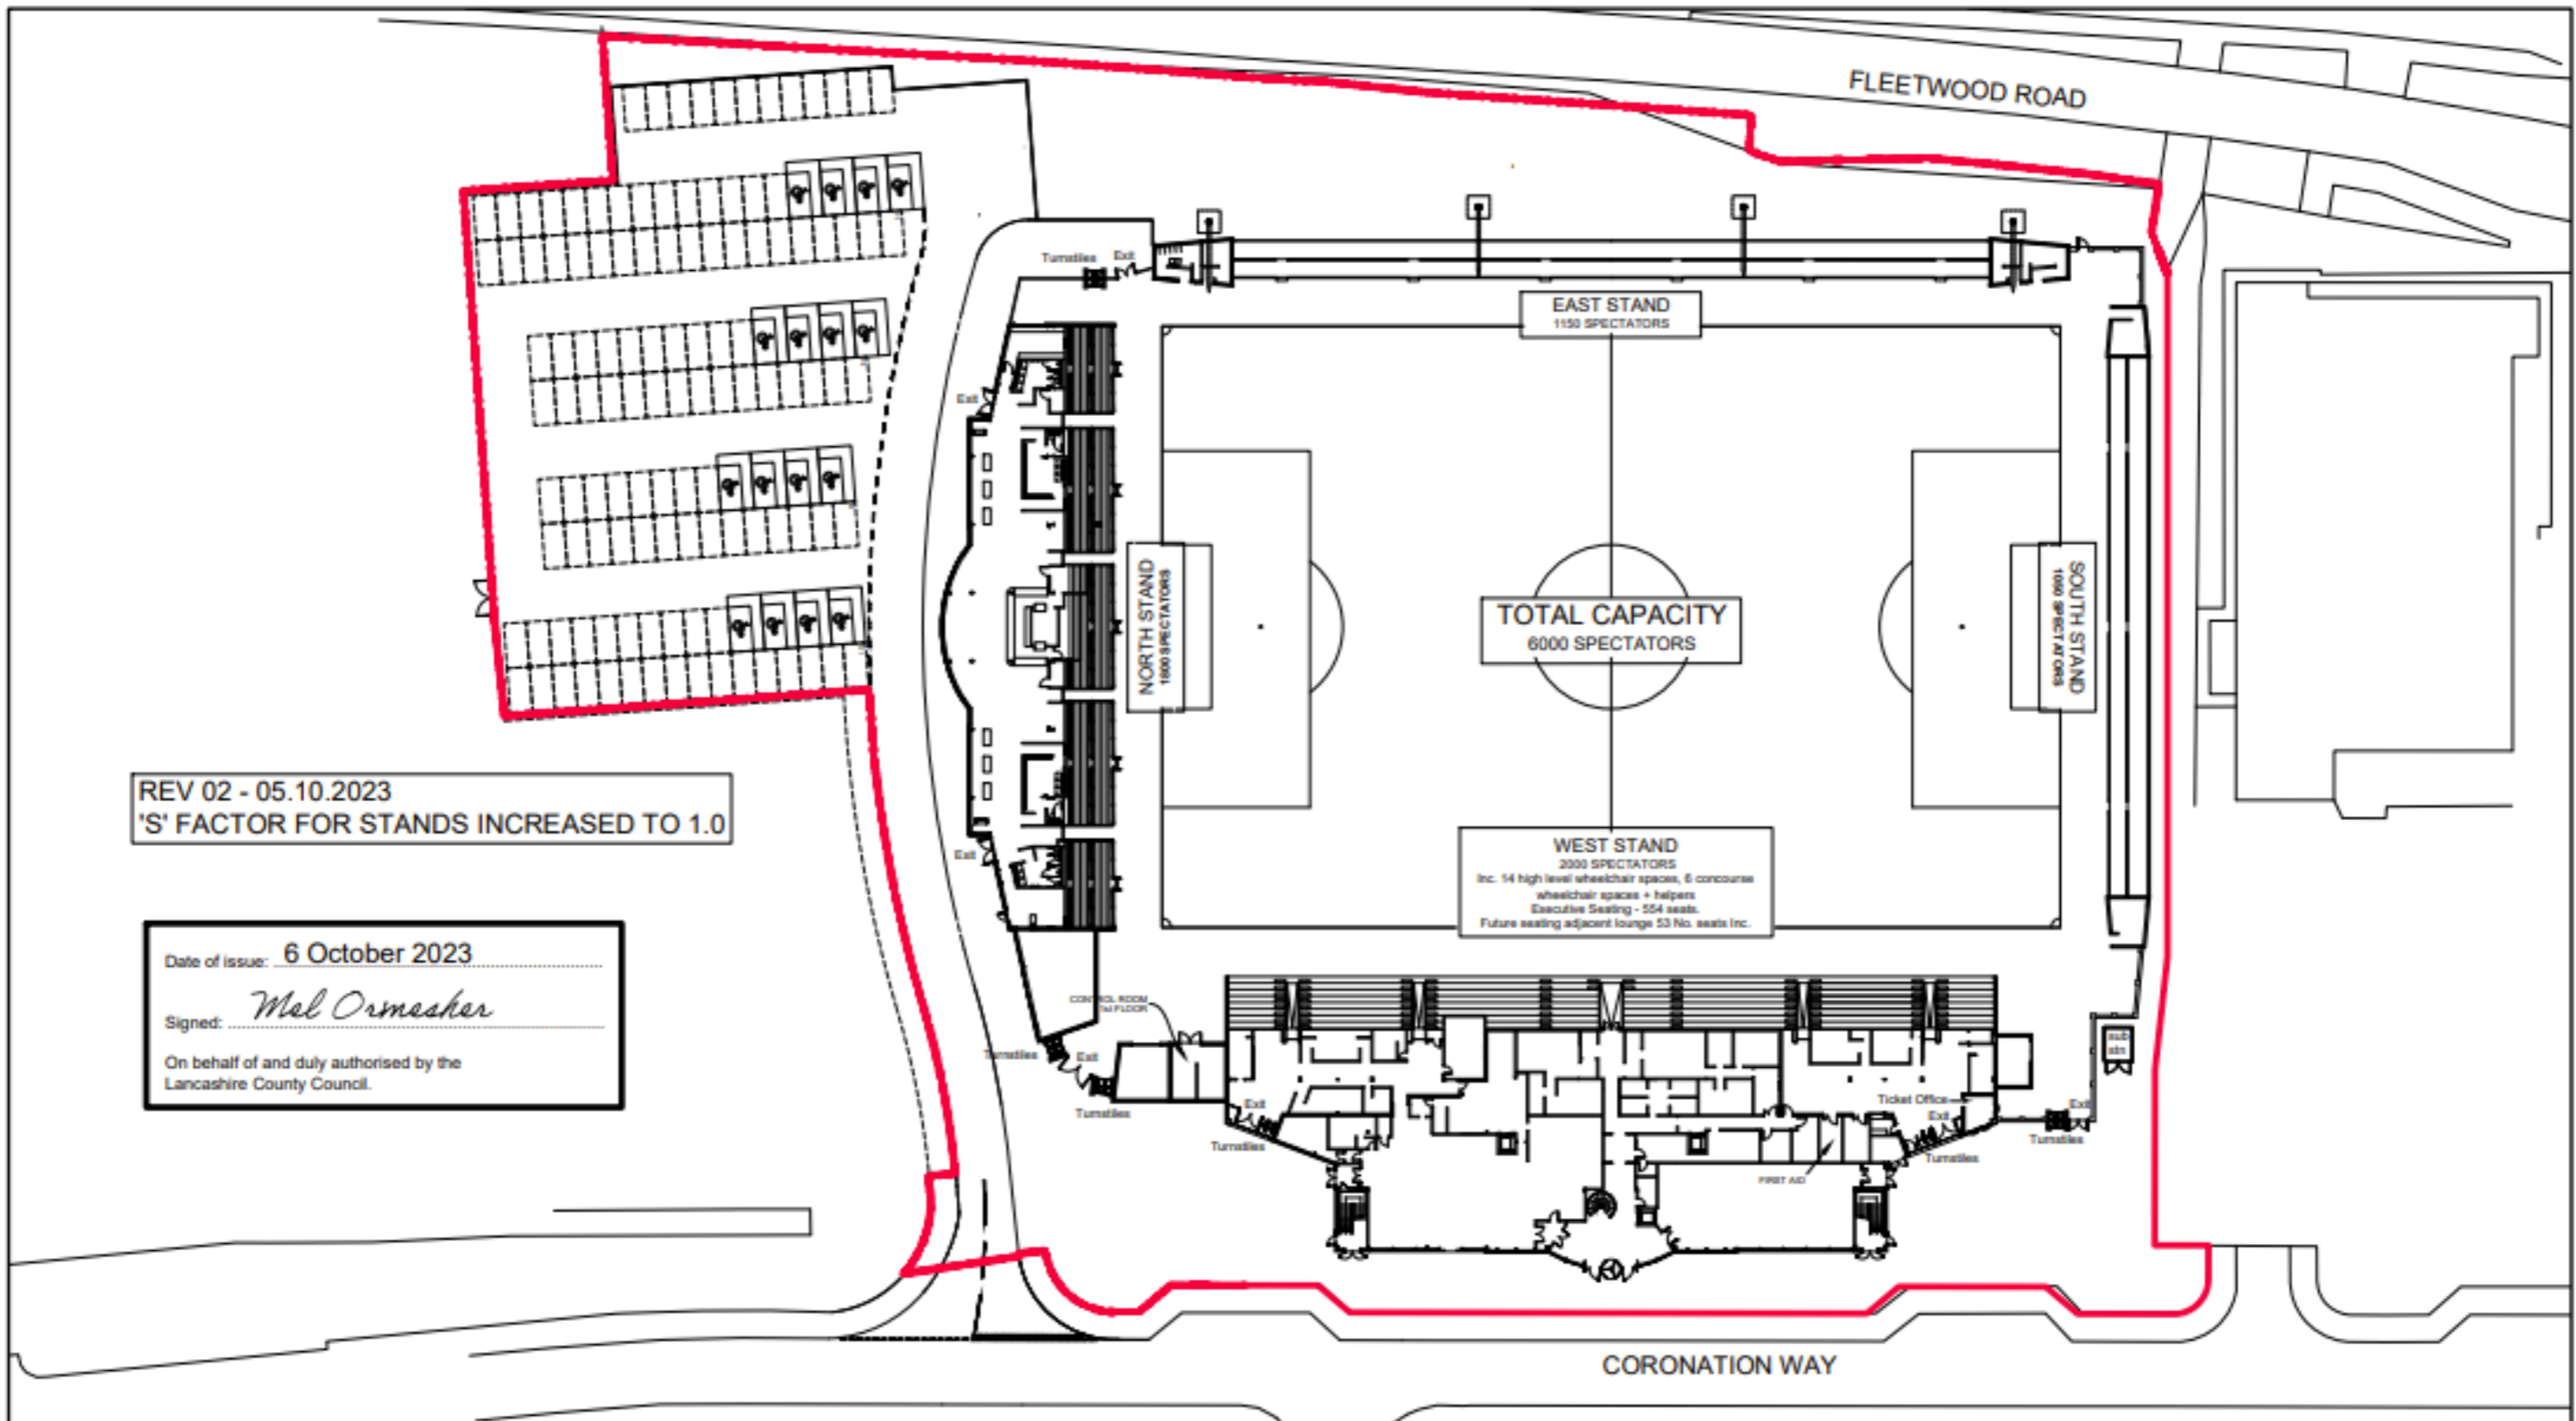 FLEETWOOD ROAD
Turnstiles
Exit
EAST STAND
1150 SPECTATORS
Exit
NORTH STAND
1800 SPECTATORS
TOTAL CAPACITY
6000 SPECTATORS
SOUTH STAND
1050 SPECTATORS
REV 02 - 05.10.2023
'S' FACTOR FOR STANDS INCREASED TO 1.0
Exit
WEST STAND
2000 SPECTATORS
Inc. 14 high level wheelchair spaces, 6 concourse
wheelchair spaces + helpers
Executive Seating - 554 seats.
Future seating adjacent lounge 53 No. seats Inc.
Date of issue: 6 October 2023
Signed: Mel Ormesher
On behalf of and duly authorised by the
Lancashire County Council.
CONTROL ROOM
1st FLOOR
Turnstiles
Exit
Turnstiles
Exit
Turnstiles
sub
stn
Ticket Office
Exit
Turnstiles
Exit
Turnstiles
FIRST AID
CORONATION WAY